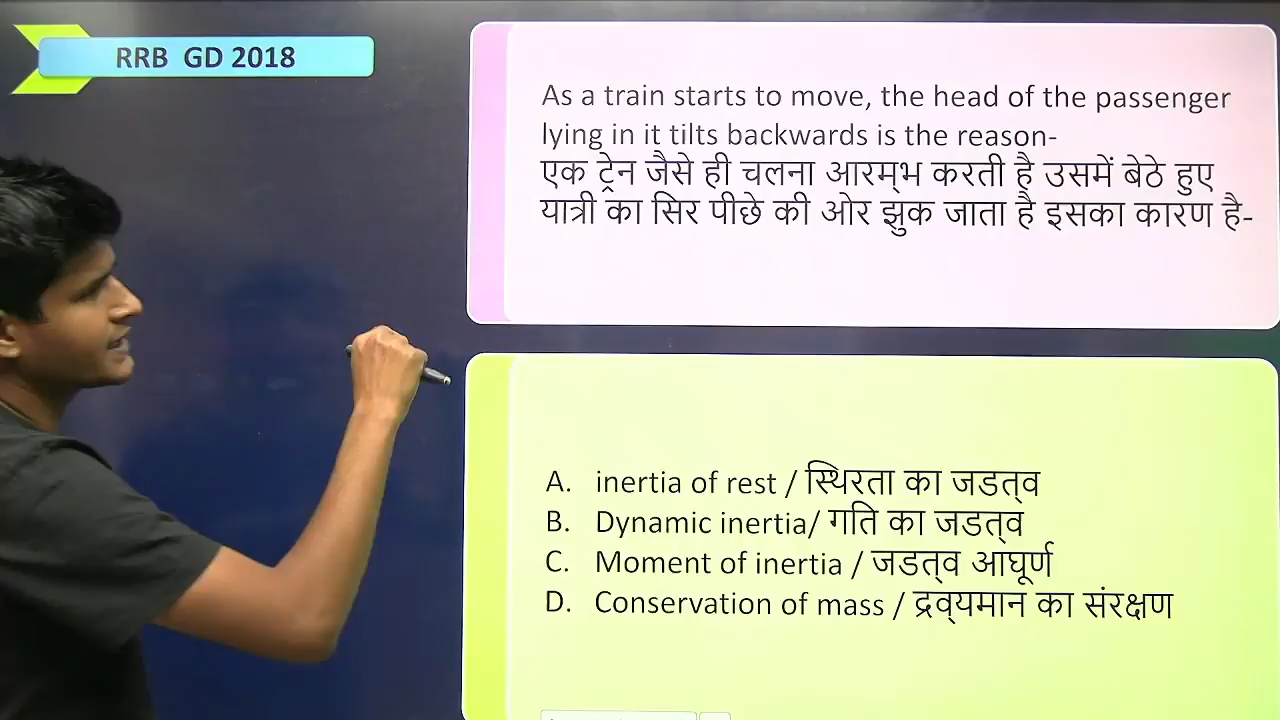 RRB GD 2018
As a train starts to move, the head of the passenger
lying in it tilts backwards is the reason-
एक ट्रेन जैसे ही चलना आरम्भ करती है उसमें बेठे हुए
यात्री का सिर पीछे की ओर झुक जाता है इसका कारण है-
A. inertia of rest / स्थिरता का जडत्व
B. Dynamic inertia/ गति का जडत्व
C. Moment of inertia / जडत्व आघूर्ण
D. Conservation of mass / द्रव्यमान का संरक्षण